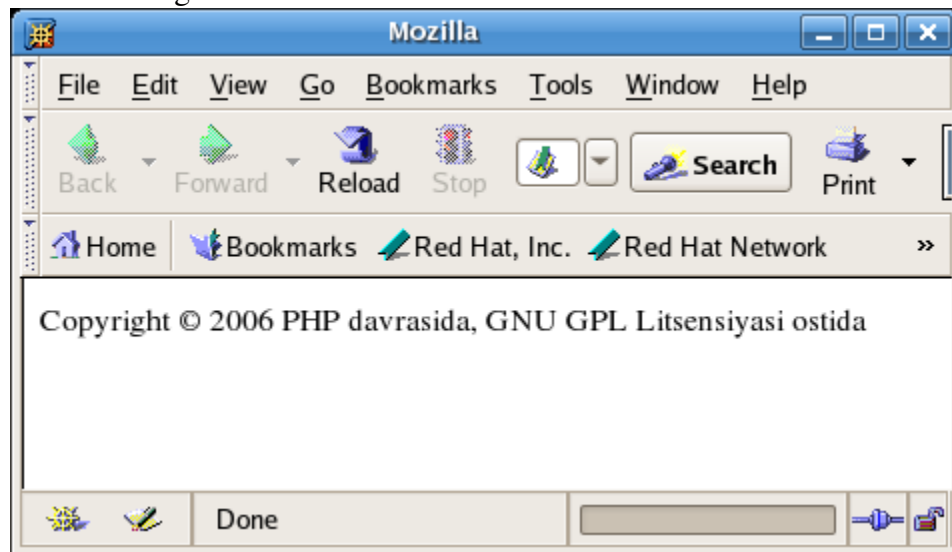 Mozilla
File Edit View Go Bookmarks Tools Window Help
Back Forward Reload Stop Search Print
Home Bookmarks Red Hat, Inc. Red Hat Network »
Copyright © 2006 PHP davrasida, GNU GPL Litsensiyasi ostida
Done